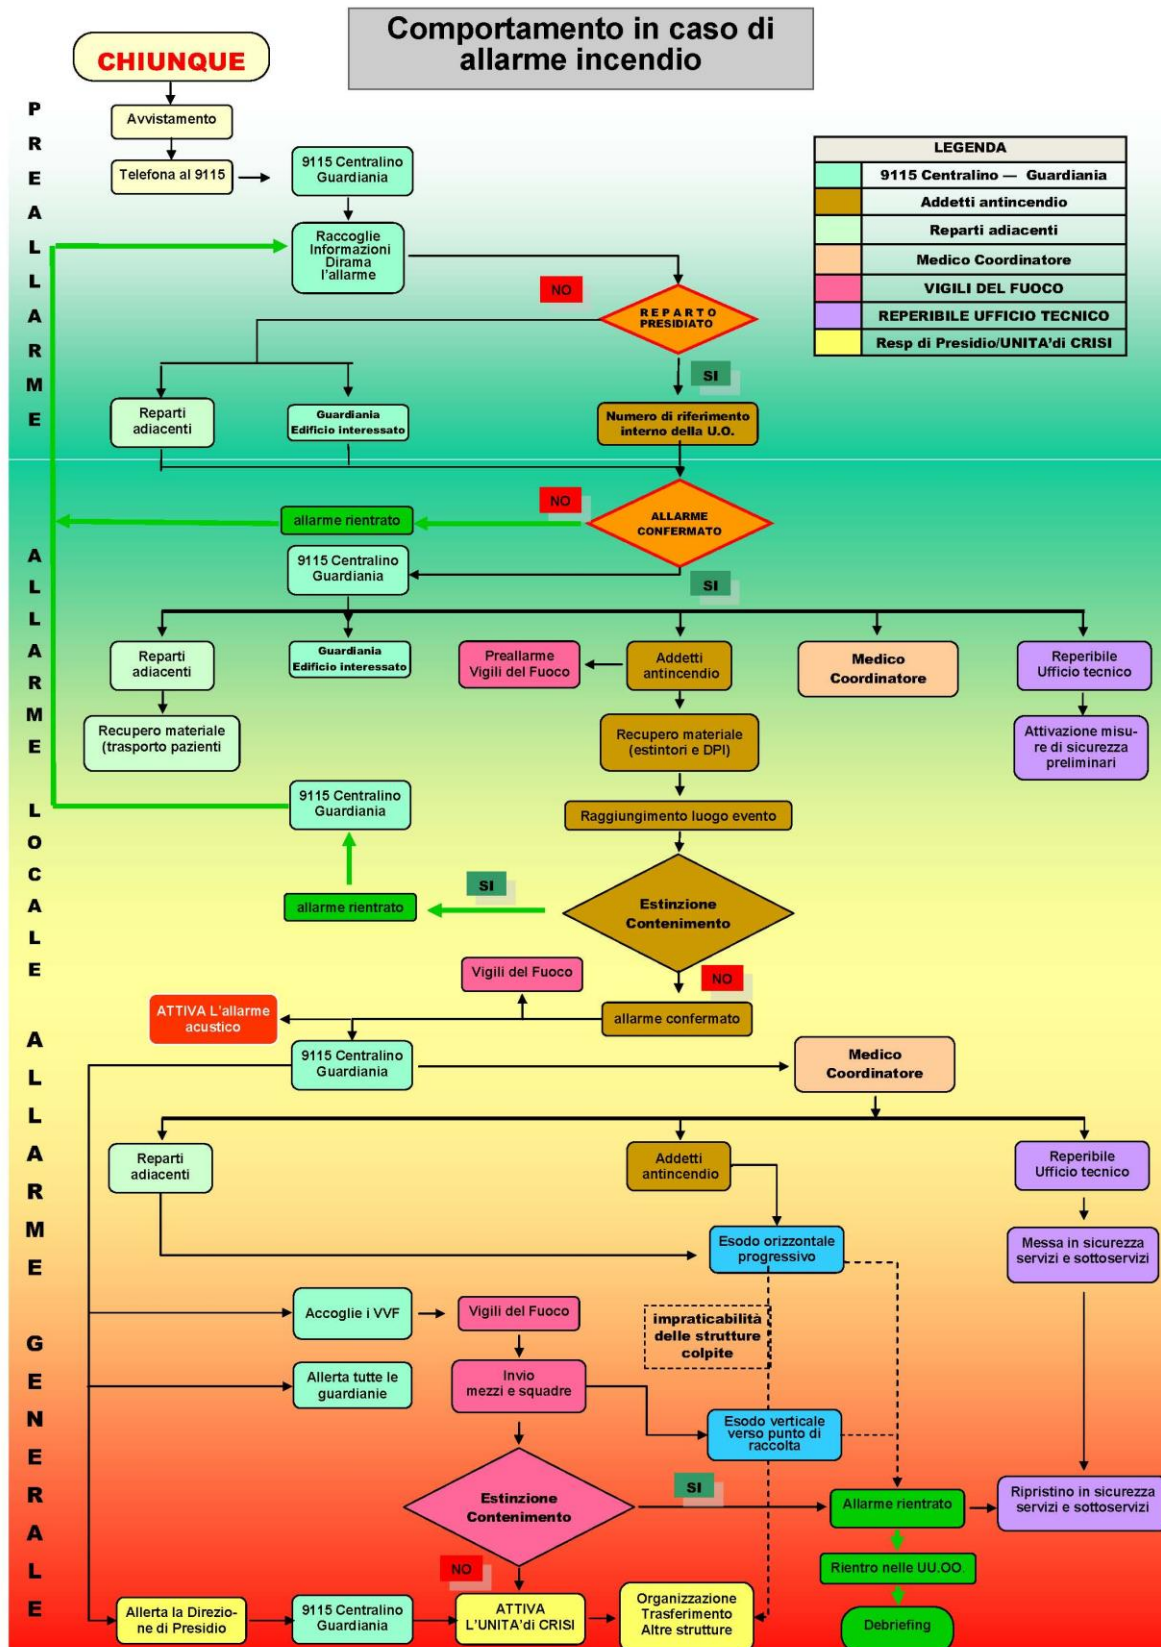 Comportamento in caso di
allarme incendio
CHIUNQUE
PREALLARME
Avvistamento
Telefona al 9115
9115 Centralino
Guardiania
Raccoglie
Informazioni
Dirama
l'allarme
LEGENDA
9115 Centralino — Guardiania
Addetti antincendio
Reparti adiacenti
Medico Coordinatore
VIGILI DEL FUOCO
REPERIBILE UFFICIO TECNICO
Resp di Presidio/UNITA'di CRISI
NO
REPARTO
PRESIDIATO
SI
Reparti
adiacenti
Guardiania
Edificio interessato
Numero di riferimento
interno della U.O.
ALLARME LOCALE
NO
ALLARME
CONFERMATO
allarme rientrato
9115 Centralino
Guardiania
SI
Reparti
adiacenti
Guardiania
Edificio interessato
Preallarme
Vigili del Fuoco
Addetti
antincendio
Medico
Coordinatore
Reperibile
Ufficio tecnico
Recupero materiale
(trasporto pazienti
Recupero materiale
(estintori e DPI)
Attivazione misu-
re di sicurezza
preliminari
9115 Centralino
Guardiania
Raggiungimento luogo evento
SI
allarme rientrato
Estinzione
Contenimento
Vigili del Fuoco
NO
ATTIVA L'allarme
acustico
allarme confermato
ALLARME GENERALE
9115 Centralino
Guardiania
Medico
Coordinatore
Reparti
adiacenti
Addetti
antincendio
Reperibile
Ufficio tecnico
Esodo orizzontale
progressivo
Messa in sicurezza
servizi e sottoservizi
Accoglie i VVF
Vigili del Fuoco
impraticabilità
delle strutture
colpite
Allerta tutte le
guardianie
Invio
mezzi e squadre
Esodo verticale
verso punto di
raccolta
Estinzione
Contenimento
SI
Allarme rientrato
Ripristino in sicurezza
servizi e sottoservizi
NO
Rientro nelle UU.OO.
Allerta la Direzio-
ne di Presidio
9115 Centralino
Guardiania
ATTIVA
L'UNITA'di CRISI
Organizzazione
Trasferimento
Altre strutture
Debriefing